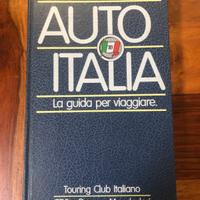 AUTO
ITALIA
La guida per viaggiare.
Touring Club Italiano